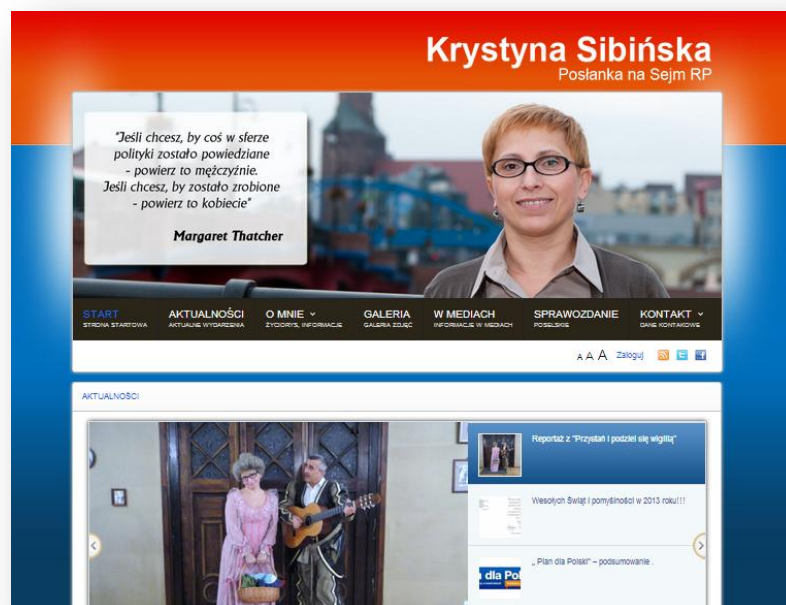 Krystyna Sibińska
Posłanka na Sejm RP
"Jeśli chcesz, by coś w sferze
polityki zostało powiedziane
- powierz to mężczyźnie.
Jeśli chcesz, by zostało zrobione
- powierz to kobiecie"
Margaret Thatcher
START AKTUALNOŚCI O MNIE GALERIA W MEDIACH SPRAWOZDANIE KONTAKT
STRONA STARTOWA AKTUALNE WYDARZENIA ŻYCIORYS, INFORMACJE GALERIA ZDJĘĆ INFORMACJE W MEDIACH POSELSKIE DANE KONTAKOWE
A A A Zaloguj
AKTUALNOŚCI
Reportaż z "Przystań i podziel się wigilią"
Wesołych Świąt i pomyślności w 2013 roku!!!
„ Plan dla Polski" – podsumowanie .
dla Pol